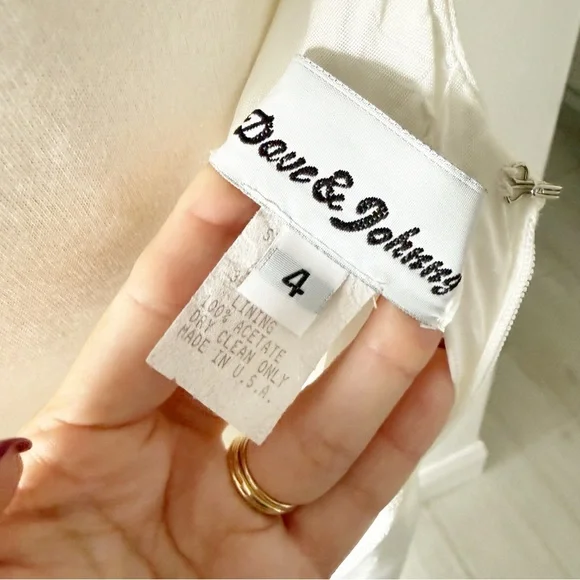 Dave & Johnny
4
LINING
100% ACETATE
DRY CLEAN ONLY
MADE IN U.S.A.